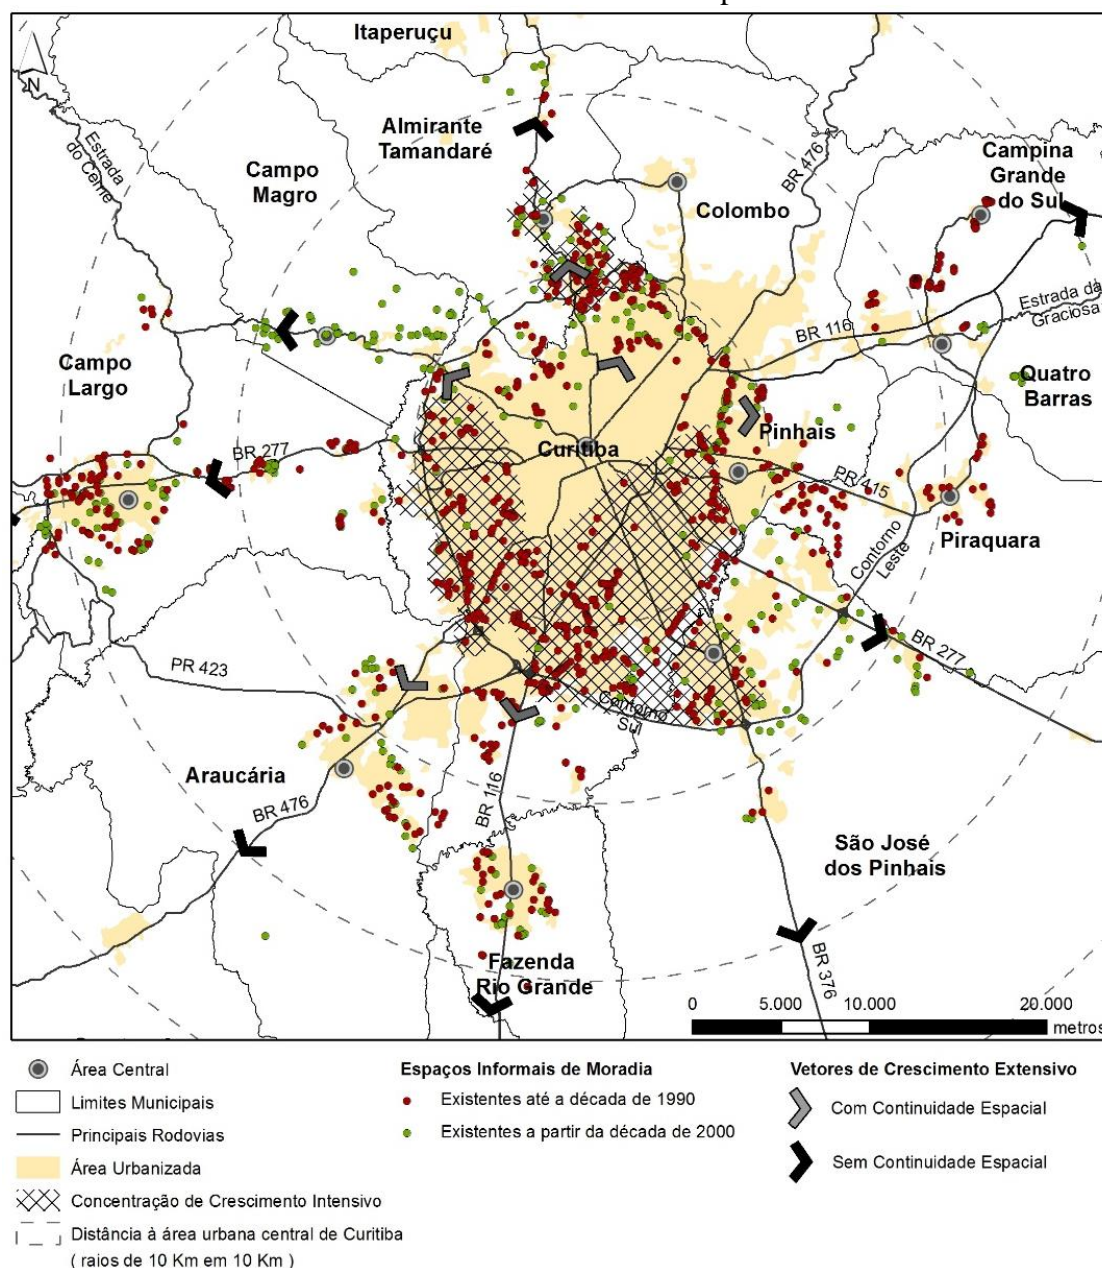 Itaperuçu
N
Estrada
do Cerne
Almirante
Tamandaré
Campo
Magro
BR 476
Campina
Grande
do Sul
Colombo
Estrada da
Graciosa
BR 116
Campo
Largo
Quatro
Barras
Pinhais
Curitiba
BR 277
PR 415
Piraquara
Contorno
Leste
BR 277
PR 423
Contorno
Sul
Araucária
BR 476
BR 116
São José
dos Pinhais
BR 376
Fazenda
Rio Grande
0 5.000 10.000 20.000
metros
Área Central
Limites Municipais
Principais Rodovias
Área Urbanizada
Concentração de Crescimento Intensivo
Distância à área urbana central de Curitiba
( raios de 10 Km em 10 Km )
Espaços Informais de Moradia
Existentes até a década de 1990
Existentes a partir da década de 2000
Vetores de Crescimento Extensivo
Com Continuidade Espacial
Sem Continuidade Espacial